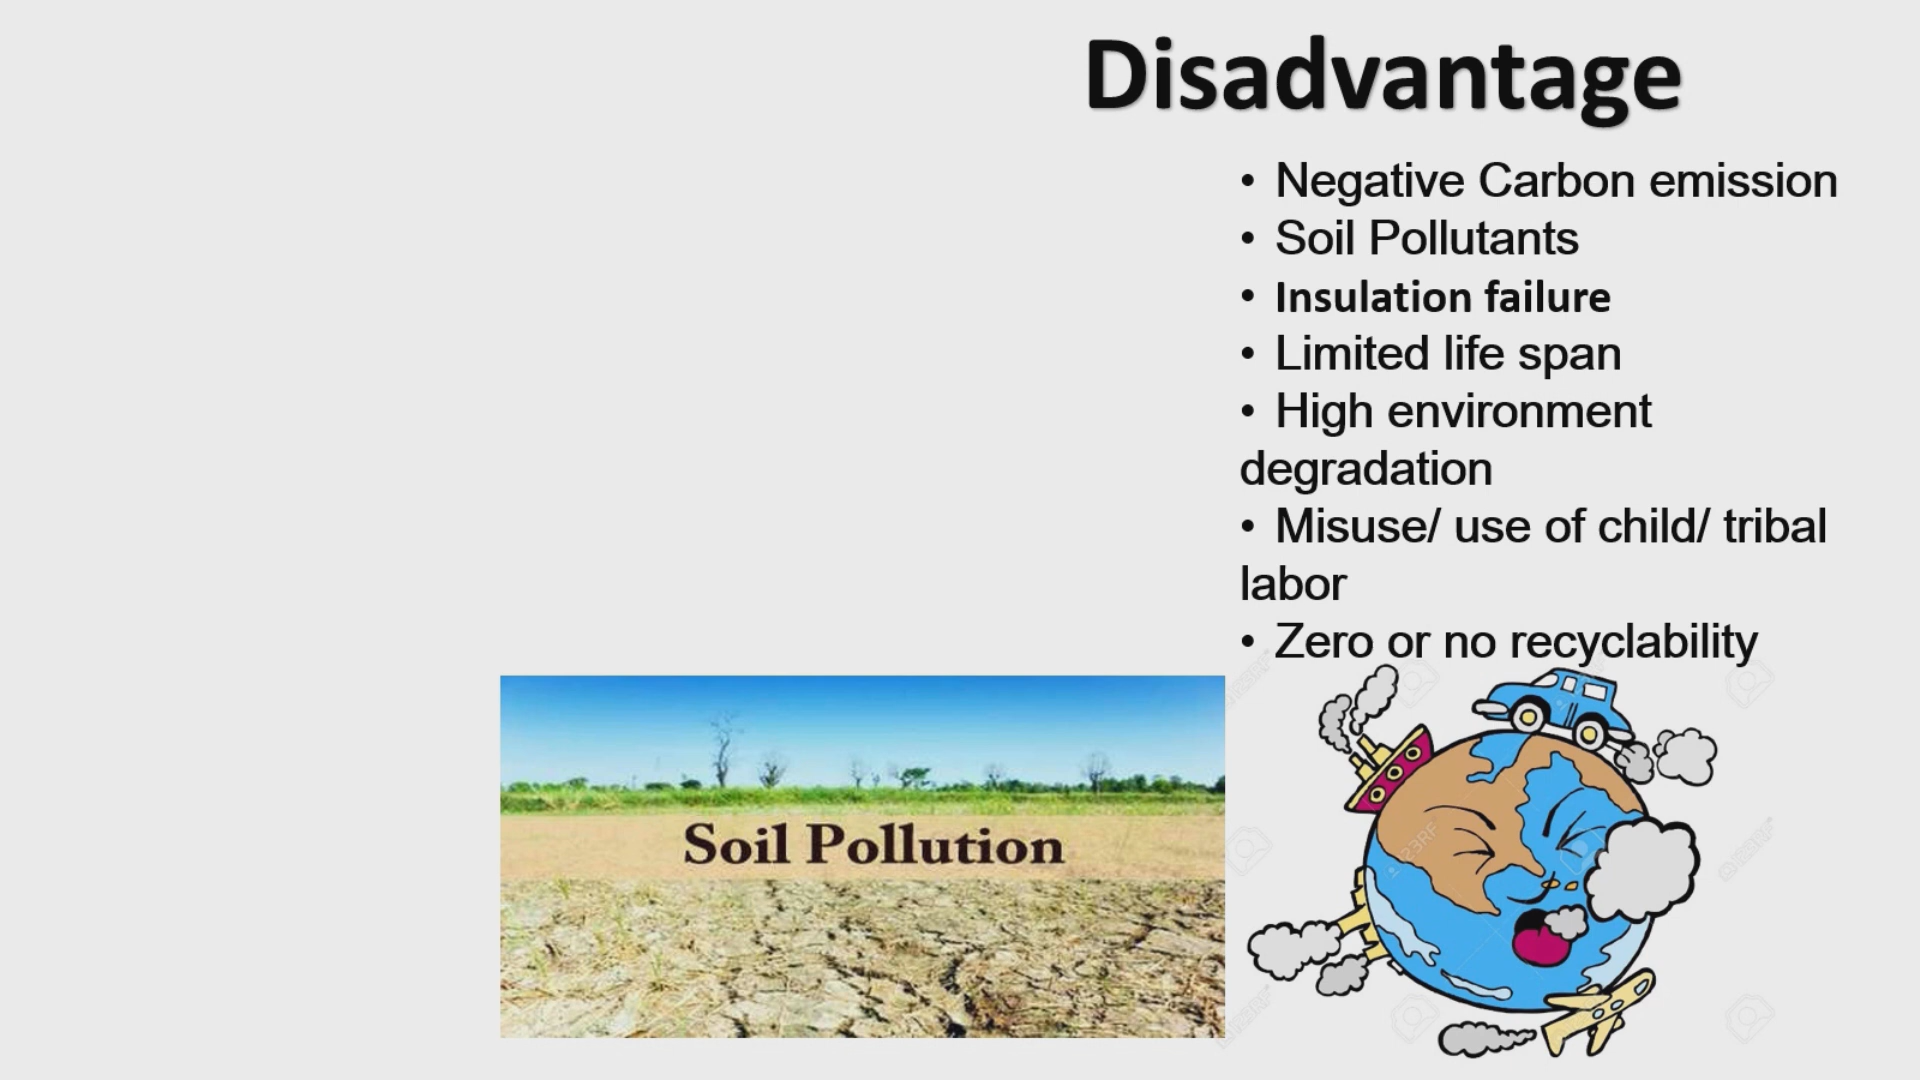 Disadvantage
• Negative Carbon emission
• Soil Pollutants
• Insulation failure
• Limited life span
• High environment
degradation
• Misuse/ use of child/ tribal
labor
• Zero or no recyclability
Soil Pollution
123RF